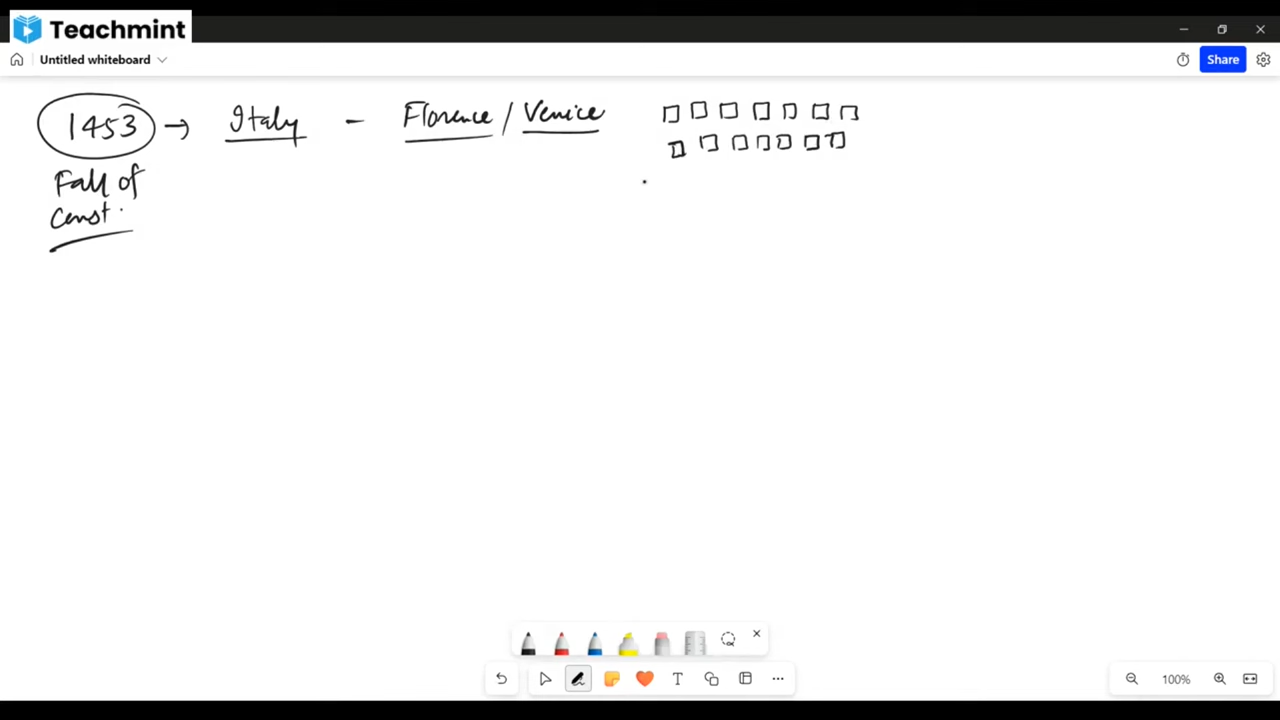 Teachmint
Untitled whiteboard
Share
1453 → Italy - Florence / Venice
Fall of
Const.
T
100%